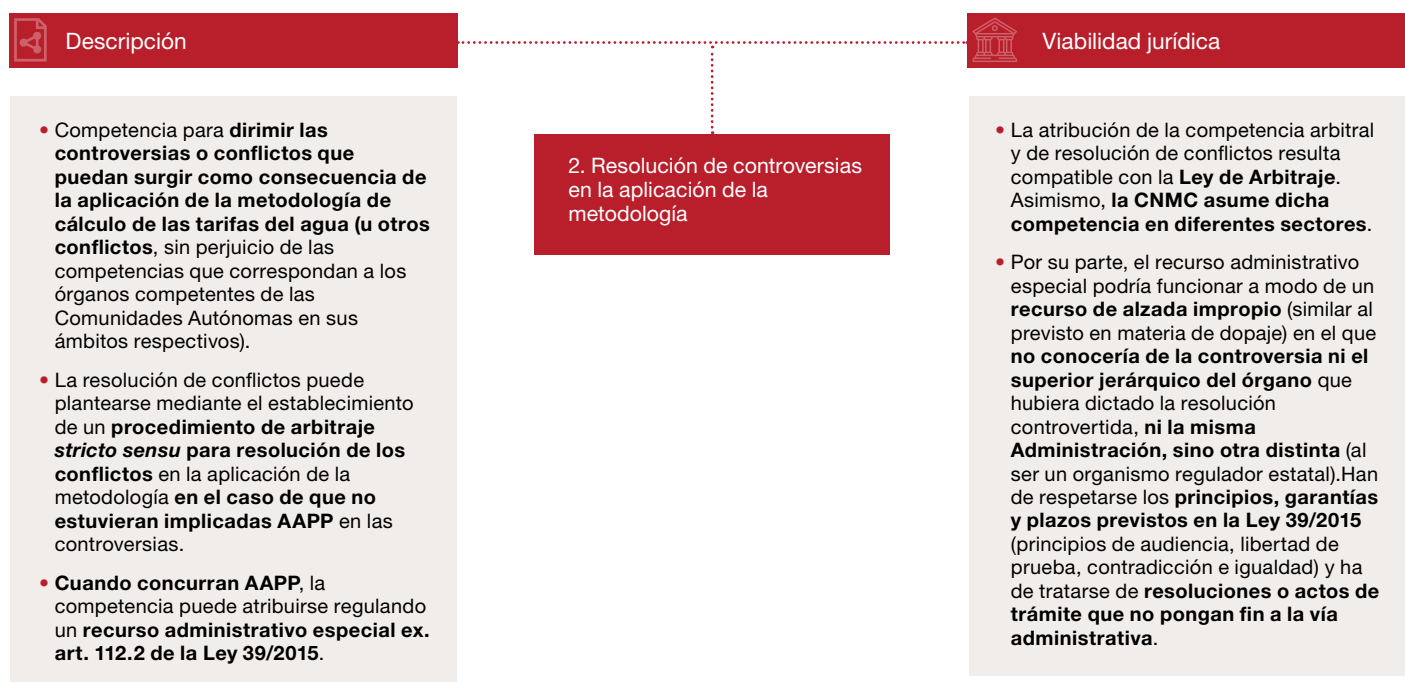 Descripción
• Competencia para dirimir las
controversias o conflictos que
puedan surgir como consecuencia de
la aplicación de la metodología de
cálculo de las tarifas del agua (u otros
conflictos, sin perjuicio de las
competencias que correspondan a los
órganos competentes de las
Comunidades Autónomas en sus
ámbitos respectivos).
• La resolución de conflictos puede
plantearse mediante el establecimiento
de un procedimiento de arbitraje
stricto sensu para resolución de los
conflictos en la aplicación de la
metodología en el caso de que no
estuvieran implicadas AAPP en las
controversias.
• Cuando concurran AAPP, la
competencia puede atribuirse regulando
un recurso administrativo especial ex.
art. 112.2 de la Ley 39/2015.
2. Resolución de controversias
en la aplicación de la
metodología
Viabilidad jurídica
• La atribución de la competencia arbitral
y de resolución de conflictos resulta
compatible con la Ley de Arbitraje.
Asimismo, la CNMC asume dicha
competencia en diferentes sectores.
• Por su parte, el recurso administrativo
especial podría funcionar a modo de un
recurso de alzada impropio (similar al
previsto en materia de dopaje) en el que
no conocería de la controversia ni el
superior jerárquico del órgano que
hubiera dictado la resolución
controvertida, ni la misma
Administración, sino otra distinta (al
ser un organismo regulador estatal).Han
de respetarse los principios, garantías
y plazos previstos en la Ley 39/2015
(principios de audiencia, libertad de
prueba, contradicción e igualdad) y ha
de tratarse de resoluciones o actos de
trámite que no pongan fin a la vía
administrativa.